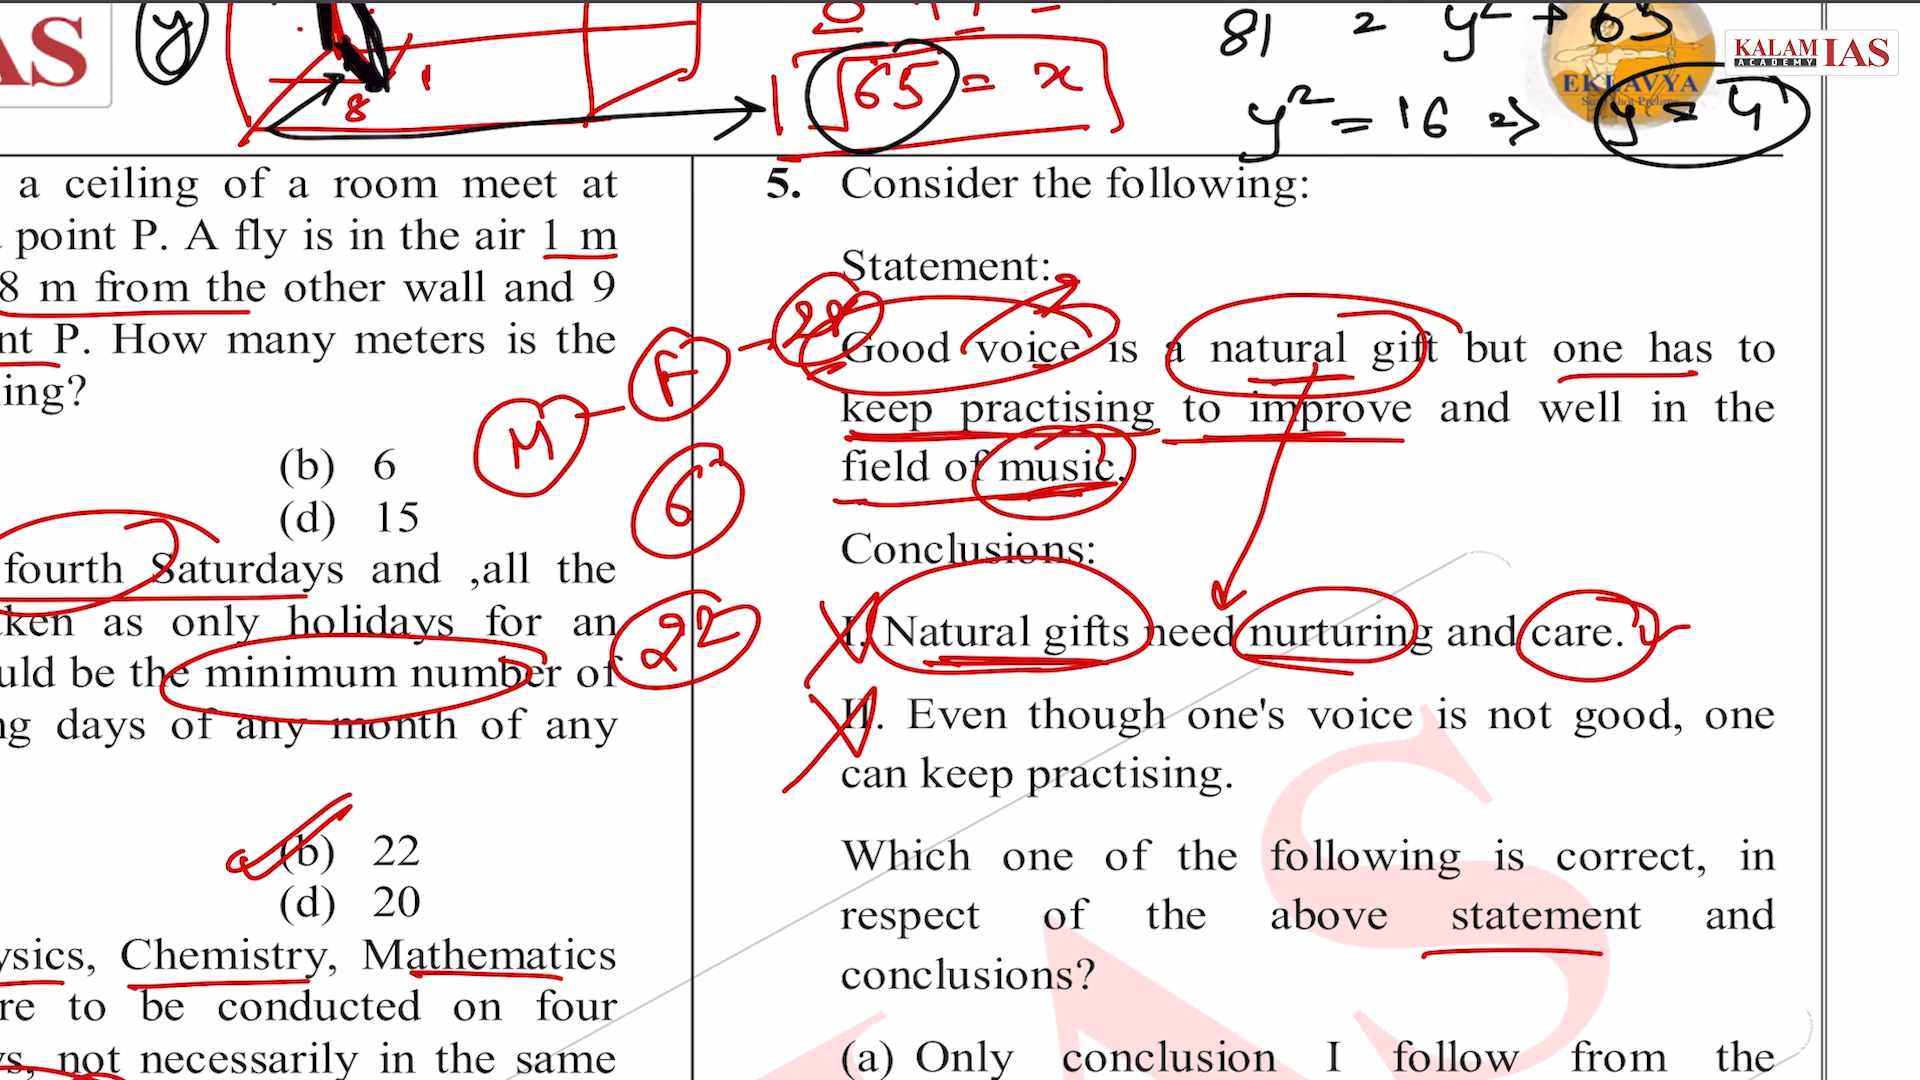 AS
y
8
1
√65 = x
81 = y² + 65
y² = 16 ⇒ y = 4
KALAM IAS
ACADEMY
EKLAVYA
a ceiling of a room meet at
point P. A fly is in the air 1 m
8 m from the other wall and 9
nt P. How many meters is the
ing?
(b) 6
(d) 15
fourth Saturdays and ,all the
ken as only holidays for an
uld be the minimum number of
ng days of any month of any
(b) 22
(d) 20
ysics, Chemistry, Mathematics
re to be conducted on four
s, not necessarily in the same
M
F
28
6
22
5. Consider the following:
Statement:
Good voice is a natural gift but one has to
keep practising to improve and well in the
field of music.
Conclusions:
I. Natural gifts need nurturing and care.
II. Even though one's voice is not good, one
can keep practising.
Which one of the following is correct, in
respect of the above statement and
conclusions?
(a) Only conclusion I follow from the